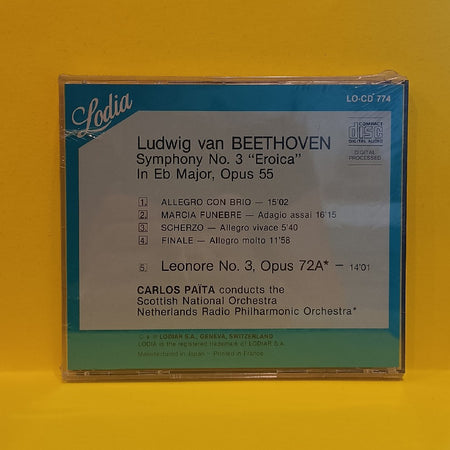 Lodia
LO-CD 774
Ludwig van BEETHOVEN
Symphony No. 3 “Eroica”
In Eb Major, Opus 55
COMPACT
disc
DIGITAL AUDIO
DIGITAL
PROCESSED
1 ALLEGRO CON BRIO — 15'02
2 MARCIA FUNEBRE — Adagio assai 16'15
3 SCHERZO — Allegro vivace 5'40
4 FINALE — Allegro molto 11'58
5 Leonore No. 3, Opus 72A* — 14'01
CARLOS PAÏTA conducts the
Scottish National Orchestra
Netherlands Radio Philharmonic Orchestra*
LODIAR S.A., GENEVA, SWITZERLAND
LODIA is the registered trademark of LODIAR S.A.
Manufactured in Japan - Printed in France